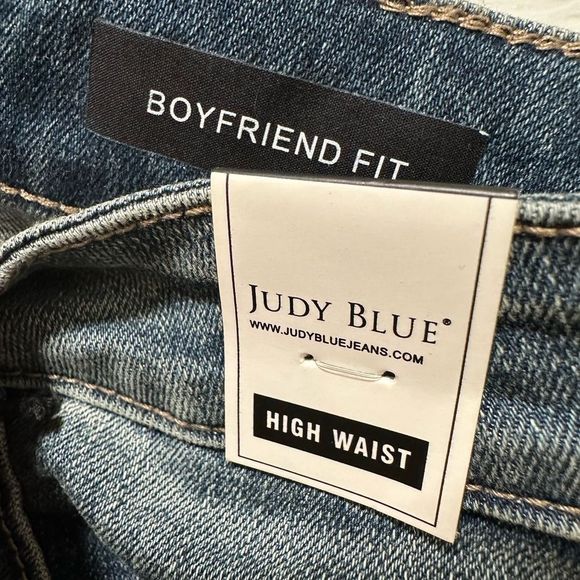 BOYFRIEND FIT
JUDY BLUE®
WWW.JUDYBLUEJEANS.COM
HIGH WAIST